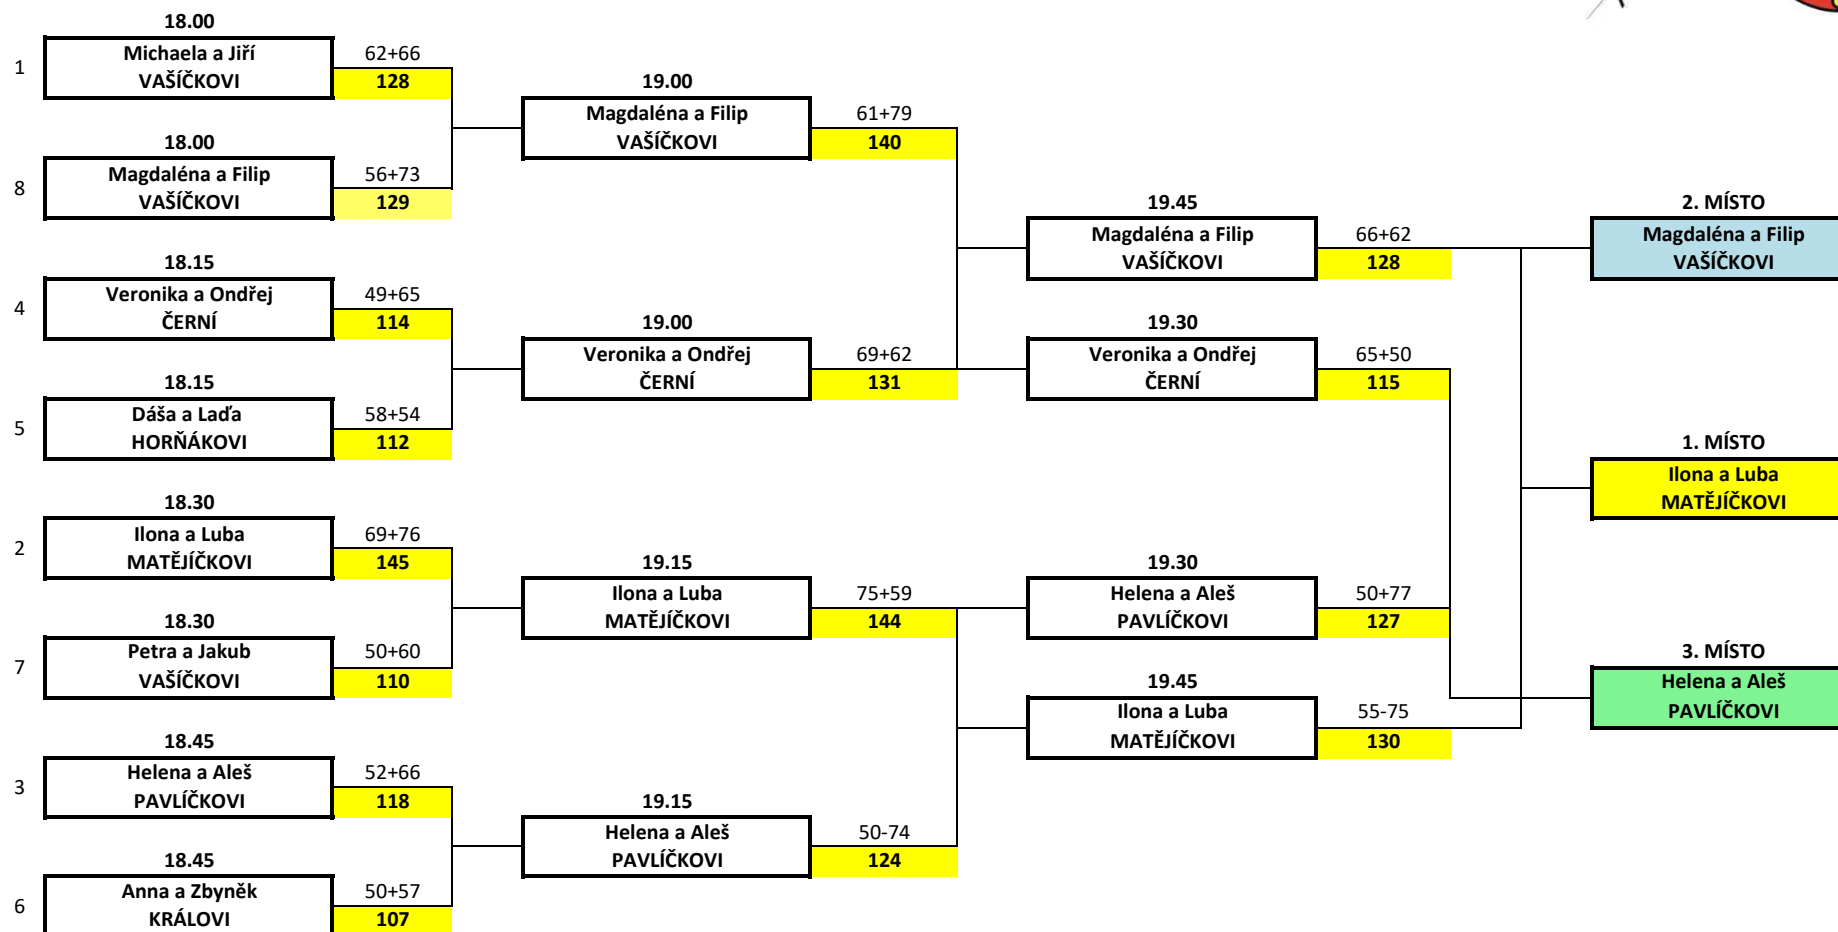 18.00
1
Michaela a Jiří
VAŠÍČKOVI
62+66
128
18.00
8
Magdaléna a Filip
VAŠÍČKOVI
56+73
129
18.15
4
Veronika a Ondřej
ČERNÍ
49+65
114
18.15
5
Dáša a Laďa
HORŇÁKOVI
58+54
112
18.30
2
Ilona a Luba
MATĚJÍČKOVI
69+76
145
18.30
7
Petra a Jakub
VAŠÍČKOVI
50+60
110
18.45
3
Helena a Aleš
PAVLÍČKOVI
52+66
118
18.45
6
Anna a Zbyněk
KRÁLOVI
50+57
107
19.00
Magdaléna a Filip
VAŠÍČKOVI
61+79
140
19.00
Veronika a Ondřej
ČERNÍ
69+62
131
19.15
Ilona a Luba
MATĚJÍČKOVI
75+59
144
19.15
Helena a Aleš
PAVLÍČKOVI
50-74
124
19.45
Magdaléna a Filip
VAŠÍČKOVI
66+62
128
19.30
Veronika a Ondřej
ČERNÍ
65+50
115
19.30
Helena a Aleš
PAVLÍČKOVI
50+77
127
19.45
Ilona a Luba
MATĚJÍČKOVI
55-75
130
2. MÍSTO
Magdaléna a Filip
VAŠÍČKOVI
1. MÍSTO
Ilona a Luba
MATĚJÍČKOVI
3. MÍSTO
Helena a Aleš
PAVLÍČKOVI